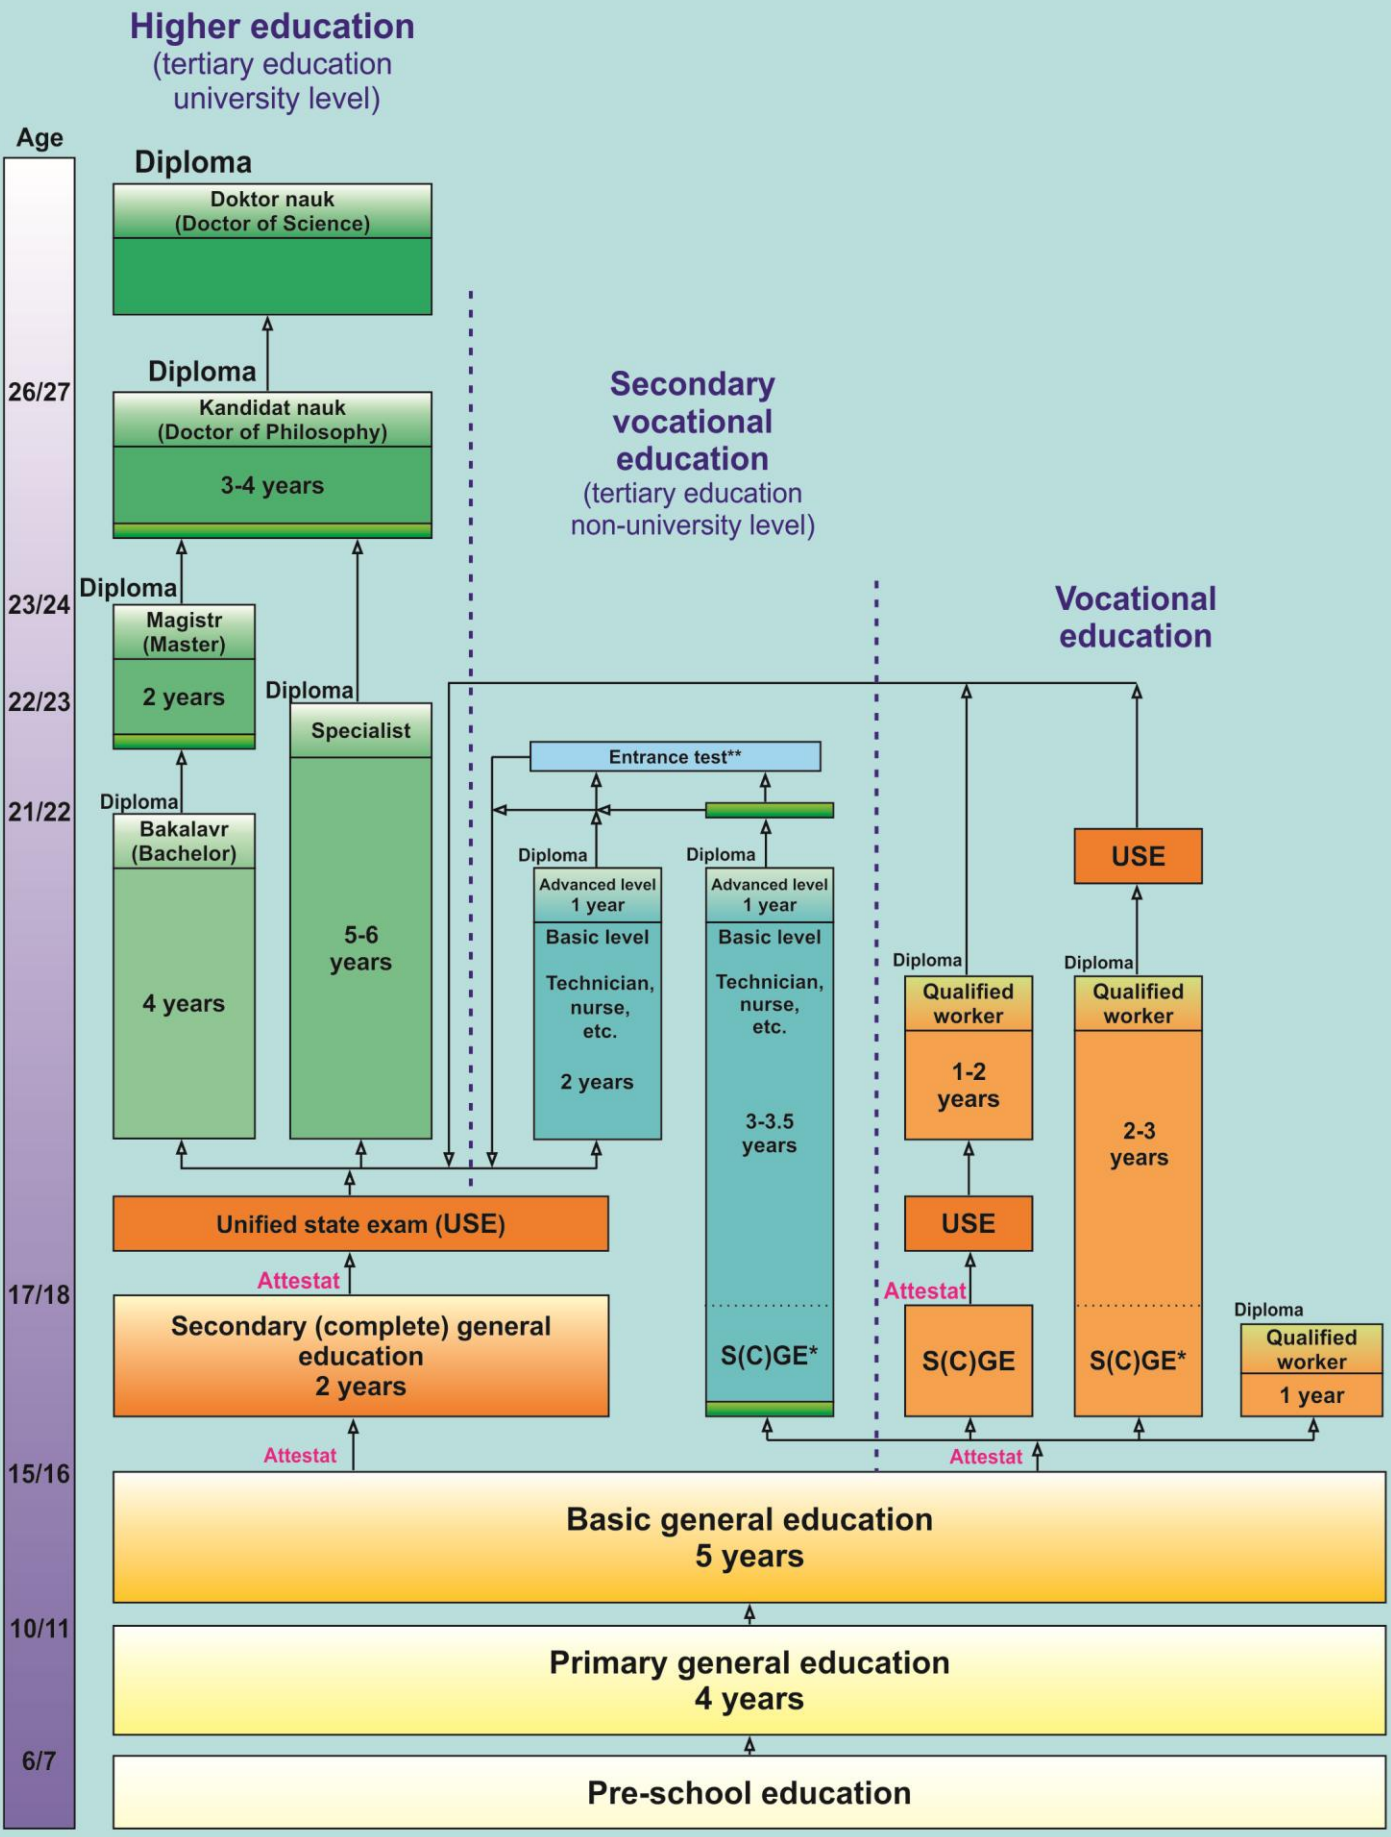 Higher education
(tertiary education
university level)
Age
Diploma
Doktor nauk
(Doctor of Science)
26/27
Diploma
Kandidat nauk
(Doctor of Philosophy)
3-4 years
Secondary
vocational
education
(tertiary education
non-university level)
23/24
Diploma
Magistr
(Master)
2 years
22/23
Diploma
Specialist
5-6
years
Vocational
education
21/22
Diploma
Bakalavr
(Bachelor)
4 years
Entrance test**
Diploma
Advanced level
1 year
Basic level
Technician,
nurse,
etc.
2 years
Diploma
Advanced level
1 year
Basic level
Technician,
nurse,
etc.
3-3.5
years
S(C)GE*
USE
Diploma
Qualified
worker
1-2
years
USE
Attestat
S(C)GE
Diploma
Qualified
worker
2-3
years
S(C)GE*
Diploma
Qualified
worker
1 year
Unified state exam (USE)
Attestat
17/18
Secondary (complete) general
education
2 years
Attestat
Attestat
15/16
Basic general education
5 years
10/11
Primary general education
4 years
6/7
Pre-school education